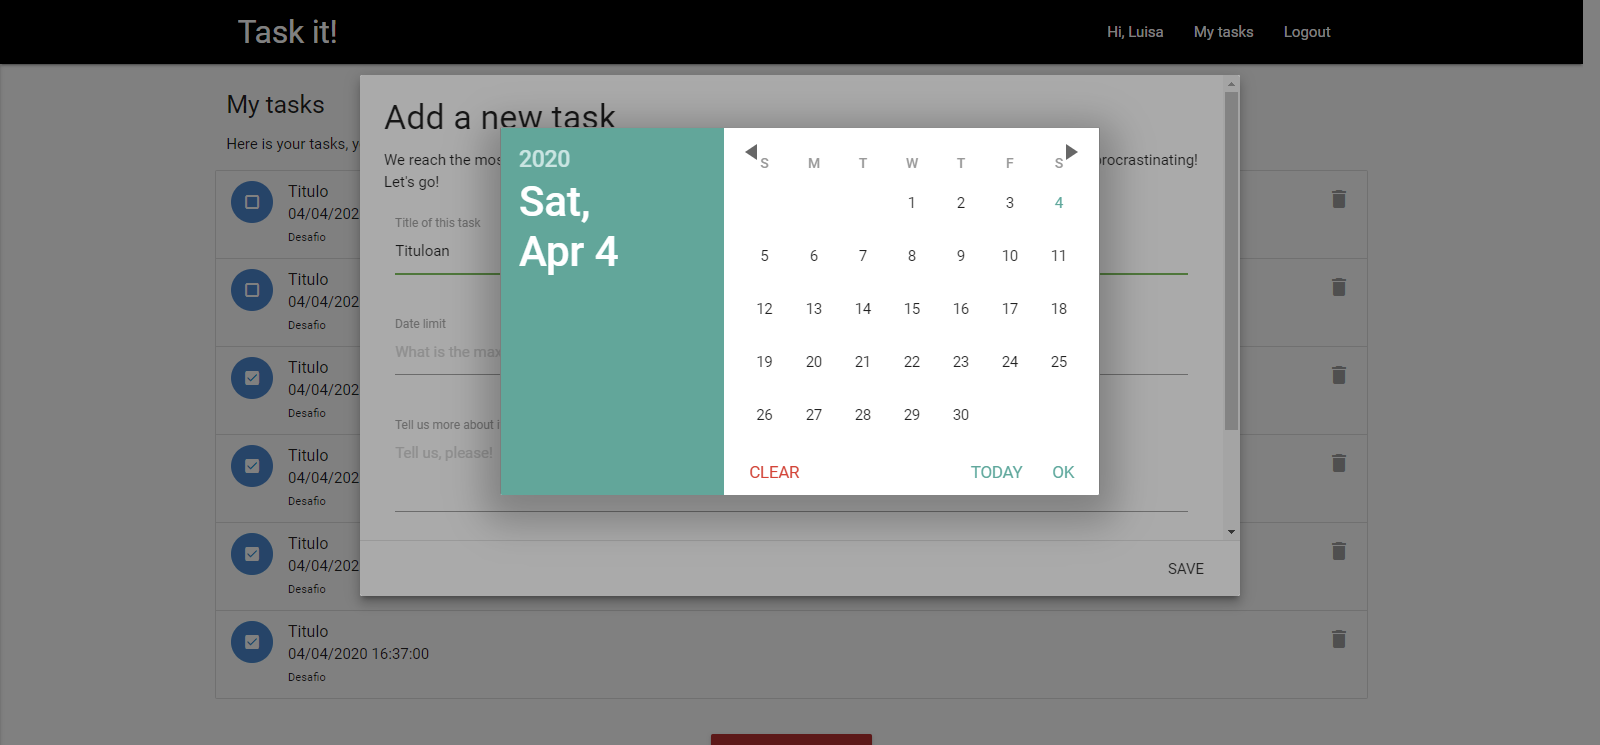 Task it!
Hi, Luisa
My tasks
Logout
My tasks
Here is your tasks,
Titulo
04/04/202
Desafio
Titulo
04/04/202
Desafio
Titulo
04/04/202
Desafio
Titulo
04/04/202
Desafio
Titulo
04/04/202
Desafio
Titulo
04/04/2020 16:37:00
Desafio
Add a new task
We reach the mos procrastinating!
Let's go!
Title of this task
Tituloan
Date limit
What is the max
Tell us more about i
Tell us, please!
SAVE
2020
Sat,
Apr 4
S M T W T F S
1 2 3 4
5 6 7 8 9 10 11
12 13 14 15 16 17 18
19 20 21 22 23 24 25
26 27 28 29 30
CLEAR TODAY OK